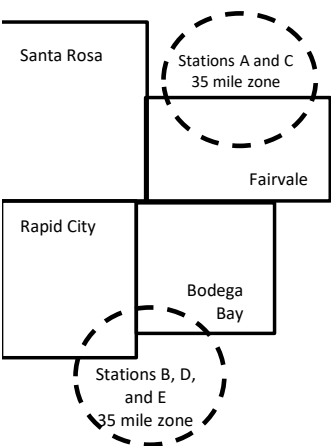 Santa Rosa
Stations A and C
35 mile zone
Fairvale
Rapid City
Bodega
Bay
Stations B, D,
and E
35 mile zone